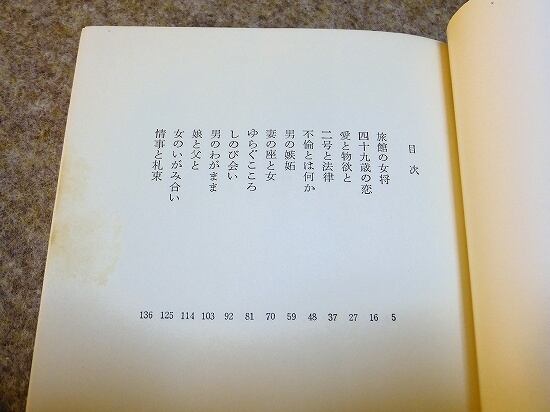 目次
旅館の女将
四十九歳の恋
愛と物欲と
二号と法律
不倫とは何か
男の嫉妬
妻の座と女
ゆらぐこころ
しのび会い
男のわがまま
娘と父と
女のいがみ合い
情事と札束
5
16
27
37
48
59
70
81
92
103
114
125
136